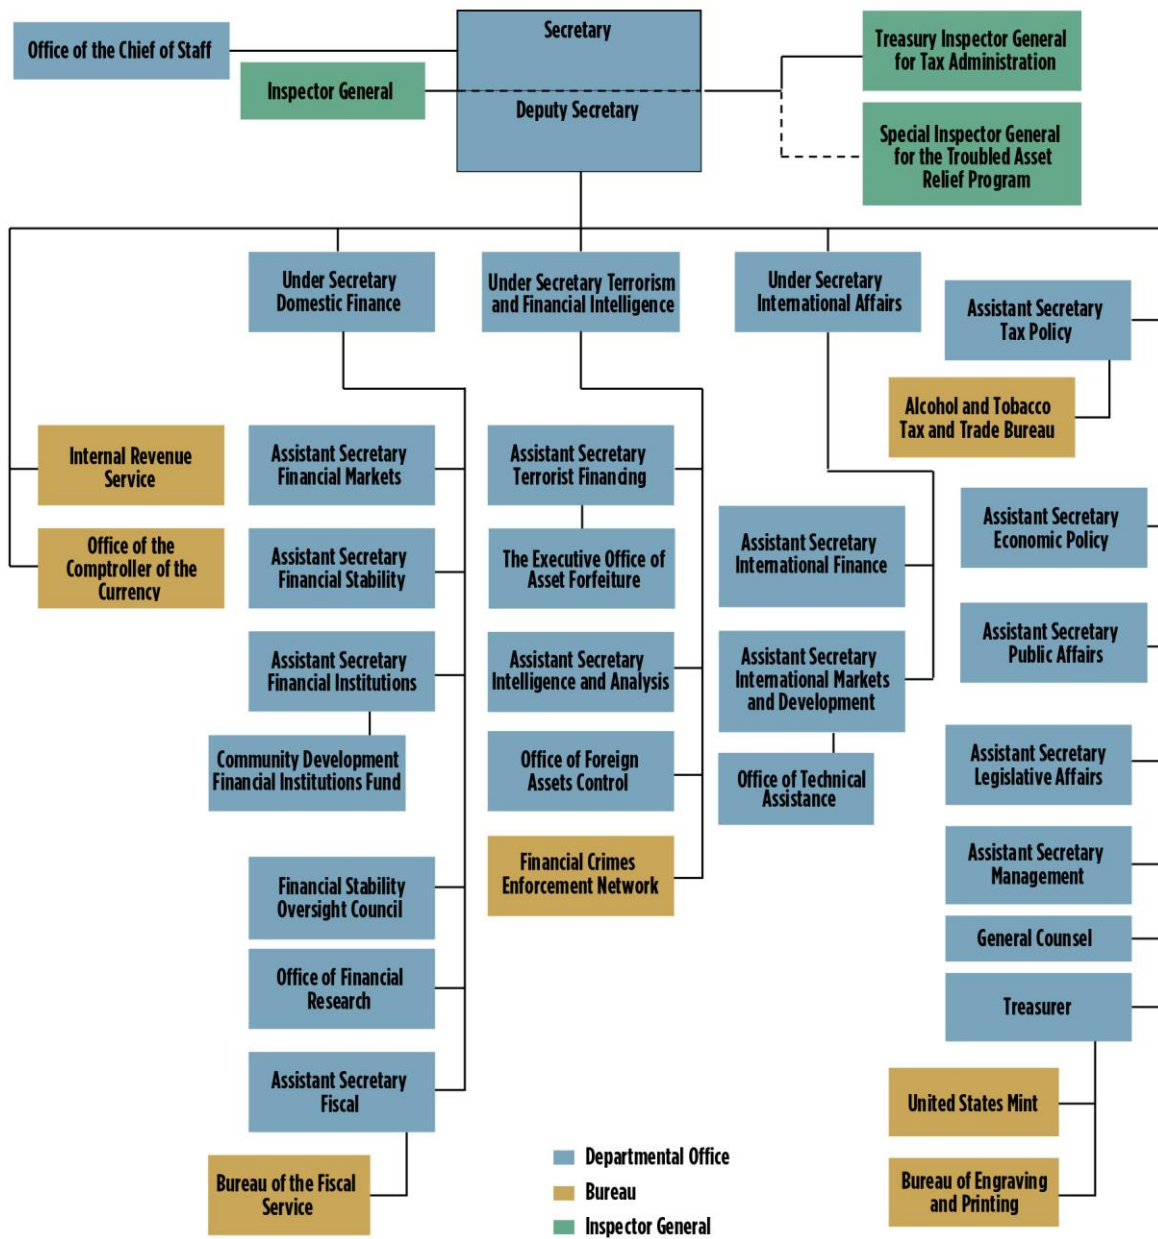 Secretary
Deputy Secretary
Office of the Chief of Staff
Inspector General
Treasury Inspector General
for Tax Administration
Special Inspector General
for the Troubled Asset
Relief Program
Under Secretary
Domestic Finance
Under Secretary Terrorism
and Financial Intelligence
Under Secretary
International Affairs
Assistant Secretary
Tax Policy
Alcohol and Tobacco
Tax and Trade Bureau
Internal Revenue
Service
Office of the
Comptroller of the
Currency
Assistant Secretary
Financial Markets
Assistant Secretary
Financial Stability
Assistant Secretary
Financial Institutions
Community Development
Financial Institutions Fund
Financial Stability
Oversight Council
Office of Financial
Research
Assistant Secretary
Fiscal
Bureau of the Fiscal
Service
Assistant Secretary
Terrorist Financing
The Executive Office of
Asset Forfeiture
Assistant Secretary
Intelligence and Analysis
Office of Foreign
Assets Control
Financial Crimes
Enforcement Network
Assistant Secretary
International Finance
Assistant Secretary
International Markets
and Development
Office of Technical
Assistance
Assistant Secretary
Economic Policy
Assistant Secretary
Public Affairs
Assistant Secretary
Legislative Affairs
Assistant Secretary
Management
General Counsel
Treasurer
United States Mint
Bureau of Engraving
and Printing
Departmental Office
Bureau
Inspector General